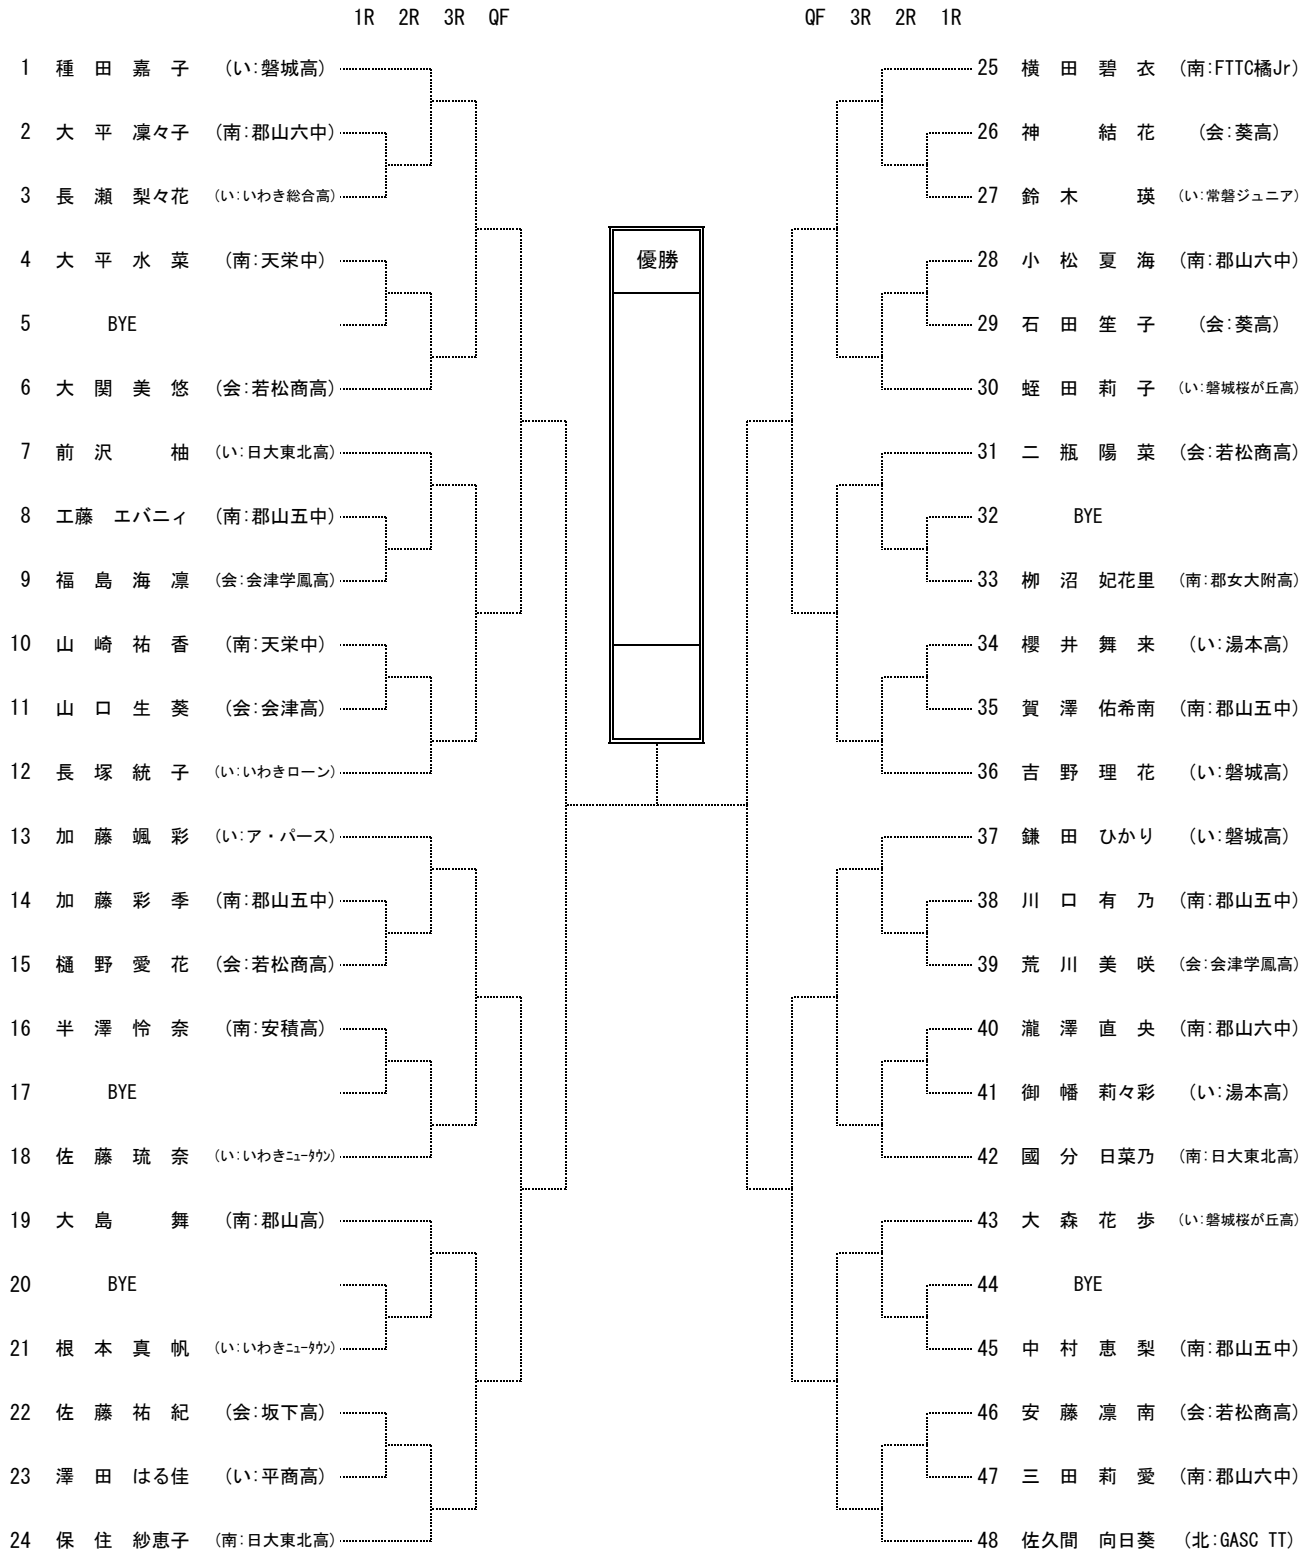 1R 2R 3R QF
QF 3R 2R 1R
1 種 田 嘉 子 (い:磐城高)
2 大 平 凜々子 (南:郡山六中)
3 長 瀬 梨々花 (い:いわき総合高)
4 大 平 水 菜 (南:天栄中)
5 BYE
6 大 関 美 悠 (会:若松商高)
7 前 沢 柚 (い:日大東北高)
8 工藤 エバニィ (南:郡山五中)
9 福 島 海 凛 (会:会津学鳳高)
10 山 崎 祐 香 (南:天栄中)
11 山 口 生 葵 (会:会津高)
12 長 塚 統 子 (い:いわきローン)
13 加 藤 颯 彩 (い:ア・パース)
14 加 藤 彩 季 (南:郡山五中)
15 樋 野 愛 花 (会:若松商高)
16 半 澤 怜 奈 (南:安積高)
17 BYE
18 佐 藤 琉 奈 (い:いわきニュータウン)
19 大 島 舞 (南:郡山高)
20 BYE
21 根 本 真 帆 (い:いわきニュータウン)
22 佐 藤 祐 紀 (会:坂下高)
23 澤 田 はる佳 (い:平商高)
24 保 住 紗恵子 (南:日大東北高)
優勝
25 横 田 碧 衣 (南:FTTC橘Jr)
26 神 結 花 (会:葵高)
27 鈴 木 瑛 (い:常磐ジュニア)
28 小 松 夏 海 (南:郡山六中)
29 石 田 笙 子 (会:葵高)
30 蛭 田 莉 子 (い:磐城桜が丘高)
31 二 瓶 陽 菜 (会:若松商高)
32 BYE
33 栁 沼 妃花里 (南:郡女大附高)
34 櫻 井 舞 来 (い:湯本高)
35 賀 澤 佑希南 (南:郡山五中)
36 吉 野 理 花 (い:磐城高)
37 鎌 田 ひかり (い:磐城高)
38 川 口 有 乃 (南:郡山五中)
39 荒 川 美 咲 (会:会津学鳳高)
40 瀧 澤 直 央 (南:郡山六中)
41 御 幡 莉々彩 (い:湯本高)
42 國 分 日菜乃 (南:日大東北高)
43 大 森 花 歩 (い:磐城桜が丘高)
44 BYE
45 中 村 恵 梨 (南:郡山五中)
46 安 藤 凛 南 (会:若松商高)
47 三 田 莉 愛 (南:郡山六中)
48 佐久間 向日葵 (北:GASC TT)